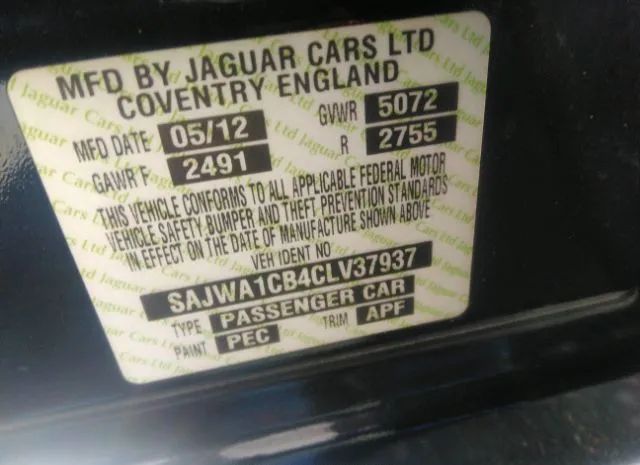 MFD BY JAGUAR CARS LTD
COVENTRY ENGLAND
MFD DATE 05/12 GVWR 5072
GAWR F 2491 R 2755
THIS VEHICLE CONFORMS TO ALL APPLICABLE FEDERAL MOTOR
VEHICLE SAFETY BUMPER AND THEFT PREVENTION STANDARDS
IN EFFECT ON THE DATE OF MANUFACTURE SHOWN ABOVE
VEH IDENT NO
SAJWA1CB4CLV37937
TYPE PASSENGER CAR
PAINT PEC TRIM APF